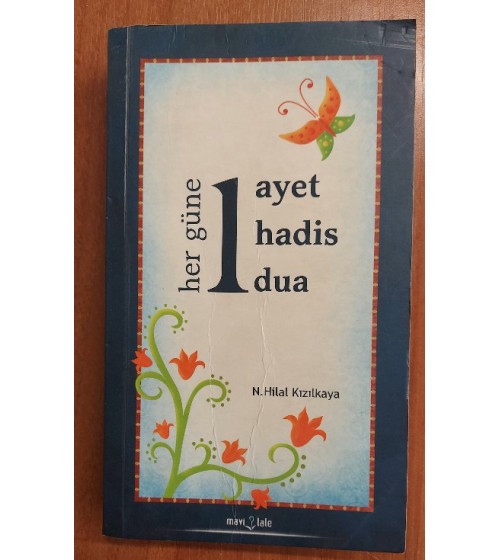 her güne
1
ayet
hadis
dua
N.Hilal Kızılkaya
mavi lale